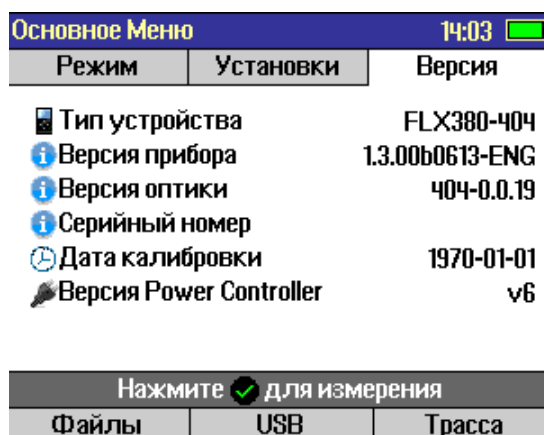 Основное Меню 14:03
Режим Установки Версия
Тип устройства FLX380-404
Версия прибора 1.3.00b0613-ENG
Версия оптики 404-0.0.19
Серийный номер
Дата калибровки 1970-01-01
Версия Power Controller v6
Нажмите для измерения
Файлы USB Трасса